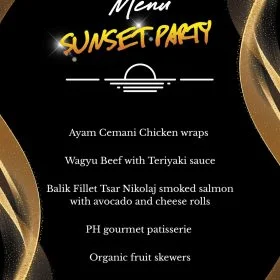 Menu
SUNSET PARTY
Ayam Cemani Chicken wraps
Wagyu Beef with Teriyaki sauce
Balik Fillet Tsar Nikolaj smoked salmon
with avocado and cheese rolls
PH gourmet patisserie
Organic fruit skewers